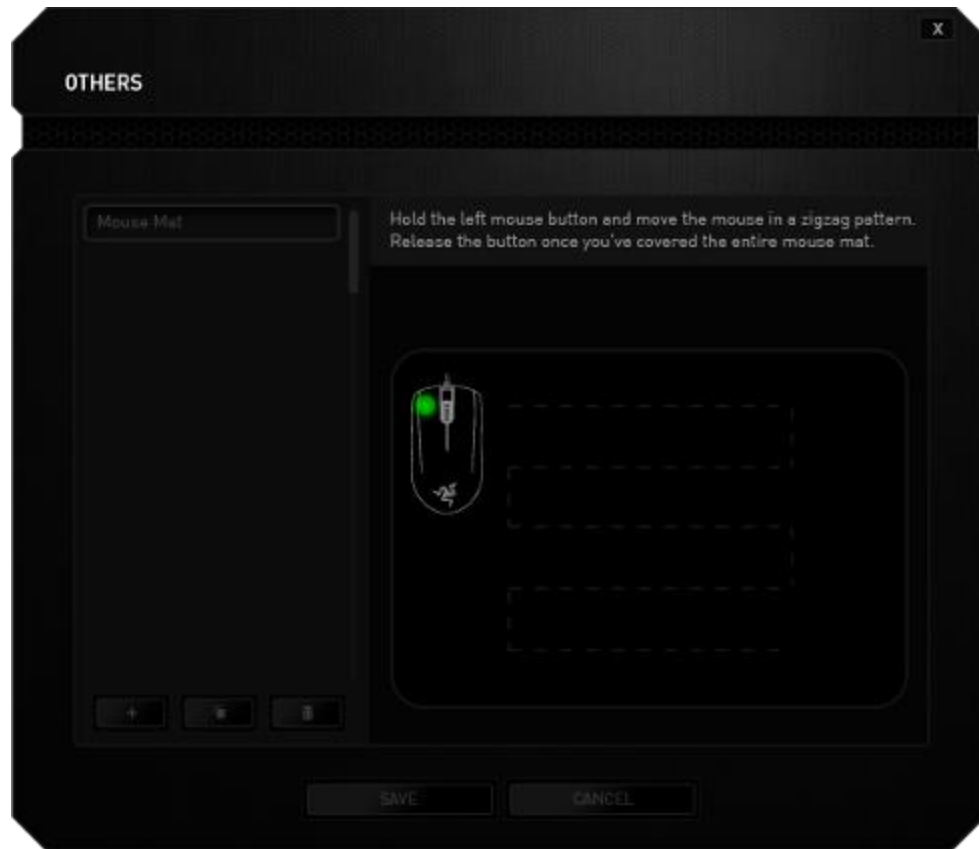 X
OTHERS
Mouse Mat
Hold the left mouse button and move the mouse in a zigzag pattern.
Release the button once you've covered the entire mouse mat.
+
SAVE
CANCEL